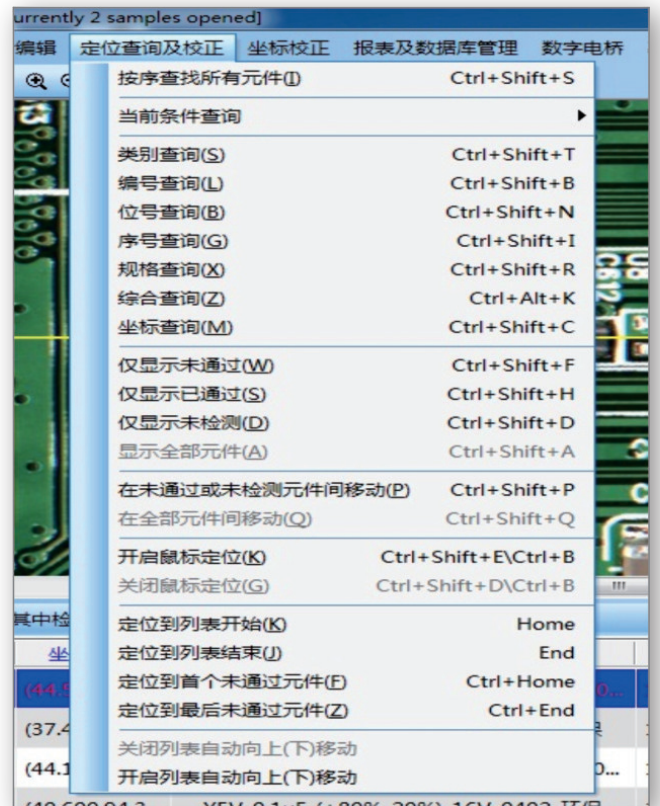 urrently 2 samples opened]
编辑 定位查询及校正 坐标校正 报表及数据库管理 数字电桥
按序查找所有元件(I) Ctrl+Shift+S
当前条件查询
类别查询(S) Ctrl+Shift+T
编号查询(L) Ctrl+Shift+B
位号查询(B) Ctrl+Shift+N
序号查询(G) Ctrl+Shift+I
规格查询(X) Ctrl+Shift+R
综合查询(Z) Ctrl+Alt+K
坐标查询(M) Ctrl+Shift+C
仅显示未通过(W) Ctrl+Shift+F
仅显示已通过(S) Ctrl+Shift+H
仅显示未检测(D) Ctrl+Shift+D
显示全部元件(A) Ctrl+Shift+A
在未通过或未检测元件间移动(P) Ctrl+Shift+P
在全部元件间移动(Q) Ctrl+Shift+Q
开启鼠标定位(K) Ctrl+Shift+E\Ctrl+B
关闭鼠标定位(G) Ctrl+Shift+D\Ctrl+B
其中检
定位到列表开始(K) Home
定位到列表结束(J) End
定位到首个未通过元件(F) Ctrl+Home
(44.5
定位到最后未通过元件(Z) Ctrl+End
(37.4
关闭列表自动向上(下)移动
(44.1
开启列表自动向上(下)移动